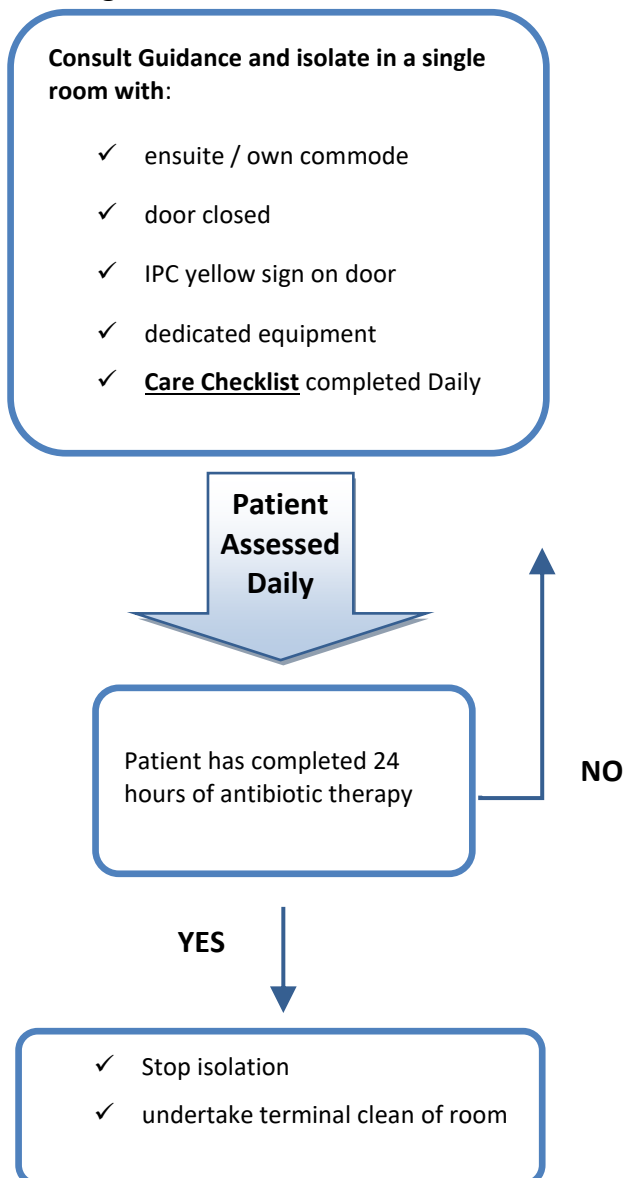 Consult Guidance and isolate in a single
room with:
✓ ensuite / own commode
✓ door closed
✓ IPC yellow sign on door
✓ dedicated equipment
✓ Care Checklist completed Daily
Patient
Assessed
Daily
Patient has completed 24
hours of antibiotic therapy
NO
YES
✓ Stop isolation
✓ undertake terminal clean of room